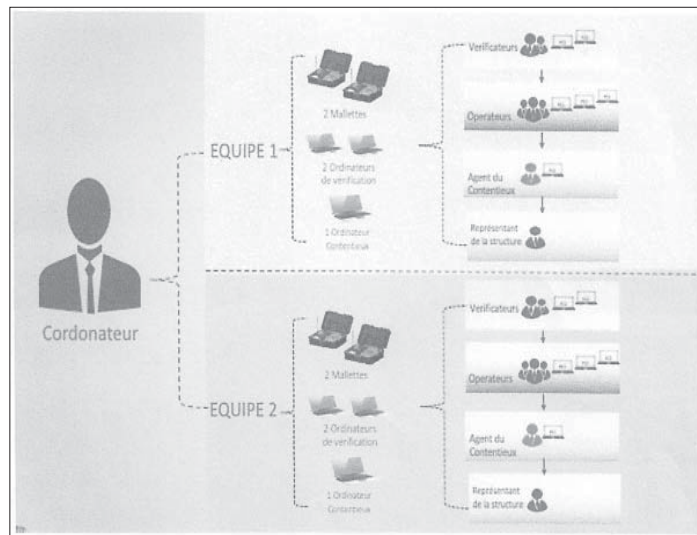 Cordonateur
EQUIPE 1
2 Mallettes
2 Ordinateurs
de vérification
1 Ordinateur
Contentieux
Verificateurs
Operateurs
Agent du
Contentieux
Représentant
de la structure
EQUIPE 2
2 Mallettes
2 Ordinateurs
de vérification
1 Ordinateur
Contentieux
Verificateurs
Operateurs
Agent du
Contentieux
Représentant
de la structure